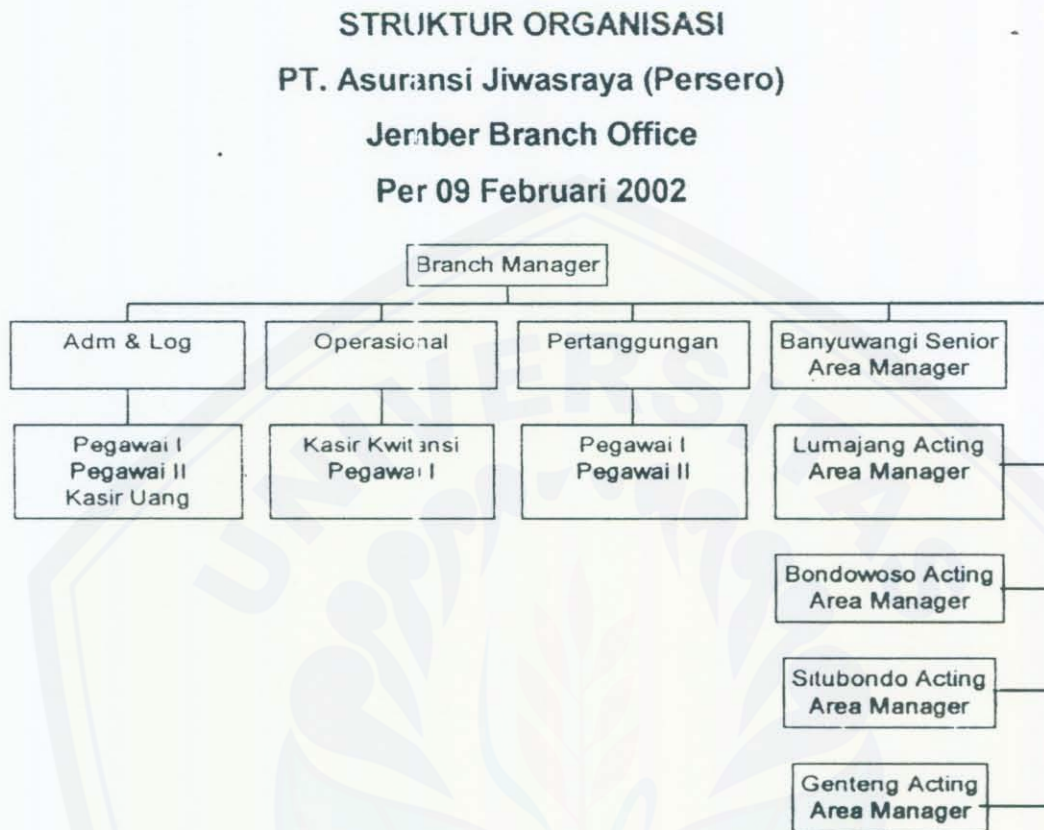 STRUKTUR ORGANISASI
PT. Asuransi Jiwasraya (Persero)
Jember Branch Office
Per 09 Februari 2002
Branch Manager
Adm & Log
Operasional
Pertanggungan
Banyuwangi Senior
Area Manager
Pegawai I
Pegawai II
Kasir Uang
Kasir Kwitansi
Pegawai I
Pegawai I
Pegawai II
Lumajang Acting
Area Manager
Bondowoso Acting
Area Manager
Situbondo Acting
Area Manager
Genteng Acting
Area Manager
UNIVERSITAS